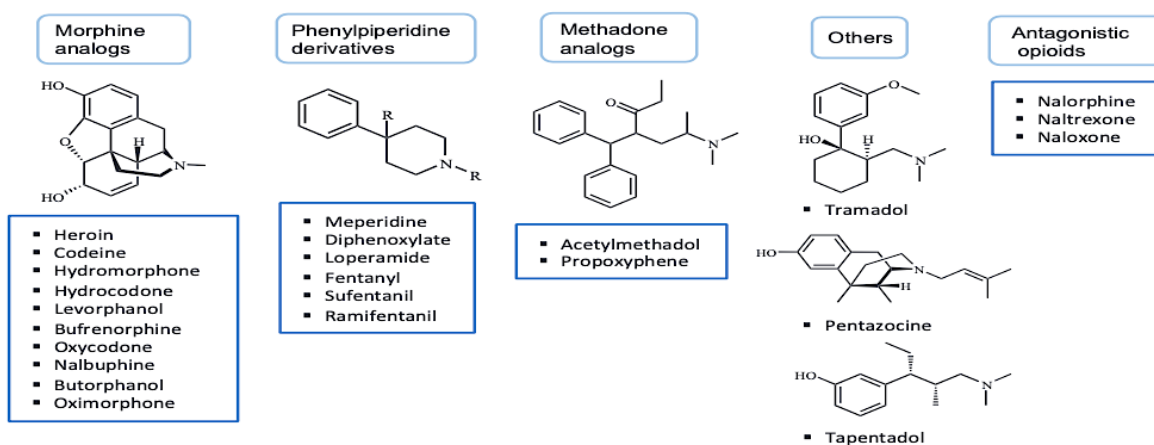 Morphine
analogs
HO
O
H
N
HO
▪ Heroin
▪ Codeine
▪ Hydromorphone
▪ Hydrocodone
▪ Levorphanol
▪ Bufrenorphine
▪ Oxycodone
▪ Nalbuphine
▪ Butorphanol
▪ Oximorphone
Phenylpiperidine
derivatives
R
N
R
▪ Meperidine
▪ Diphenoxylate
▪ Loperamide
▪ Fentanyl
▪ Sufentanil
▪ Ramifentanil
Methadone
analogs
O
N
▪ Acetylmethadol
▪ Propoxyphene
Others
O
HO
H
N
▪ Tramadol
HO
N
H
▪ Pentazocine
HO
N
▪ Tapentadol
Antagonistic
opioids
▪ Nalorphine
▪ Naltrexone
▪ Naloxone